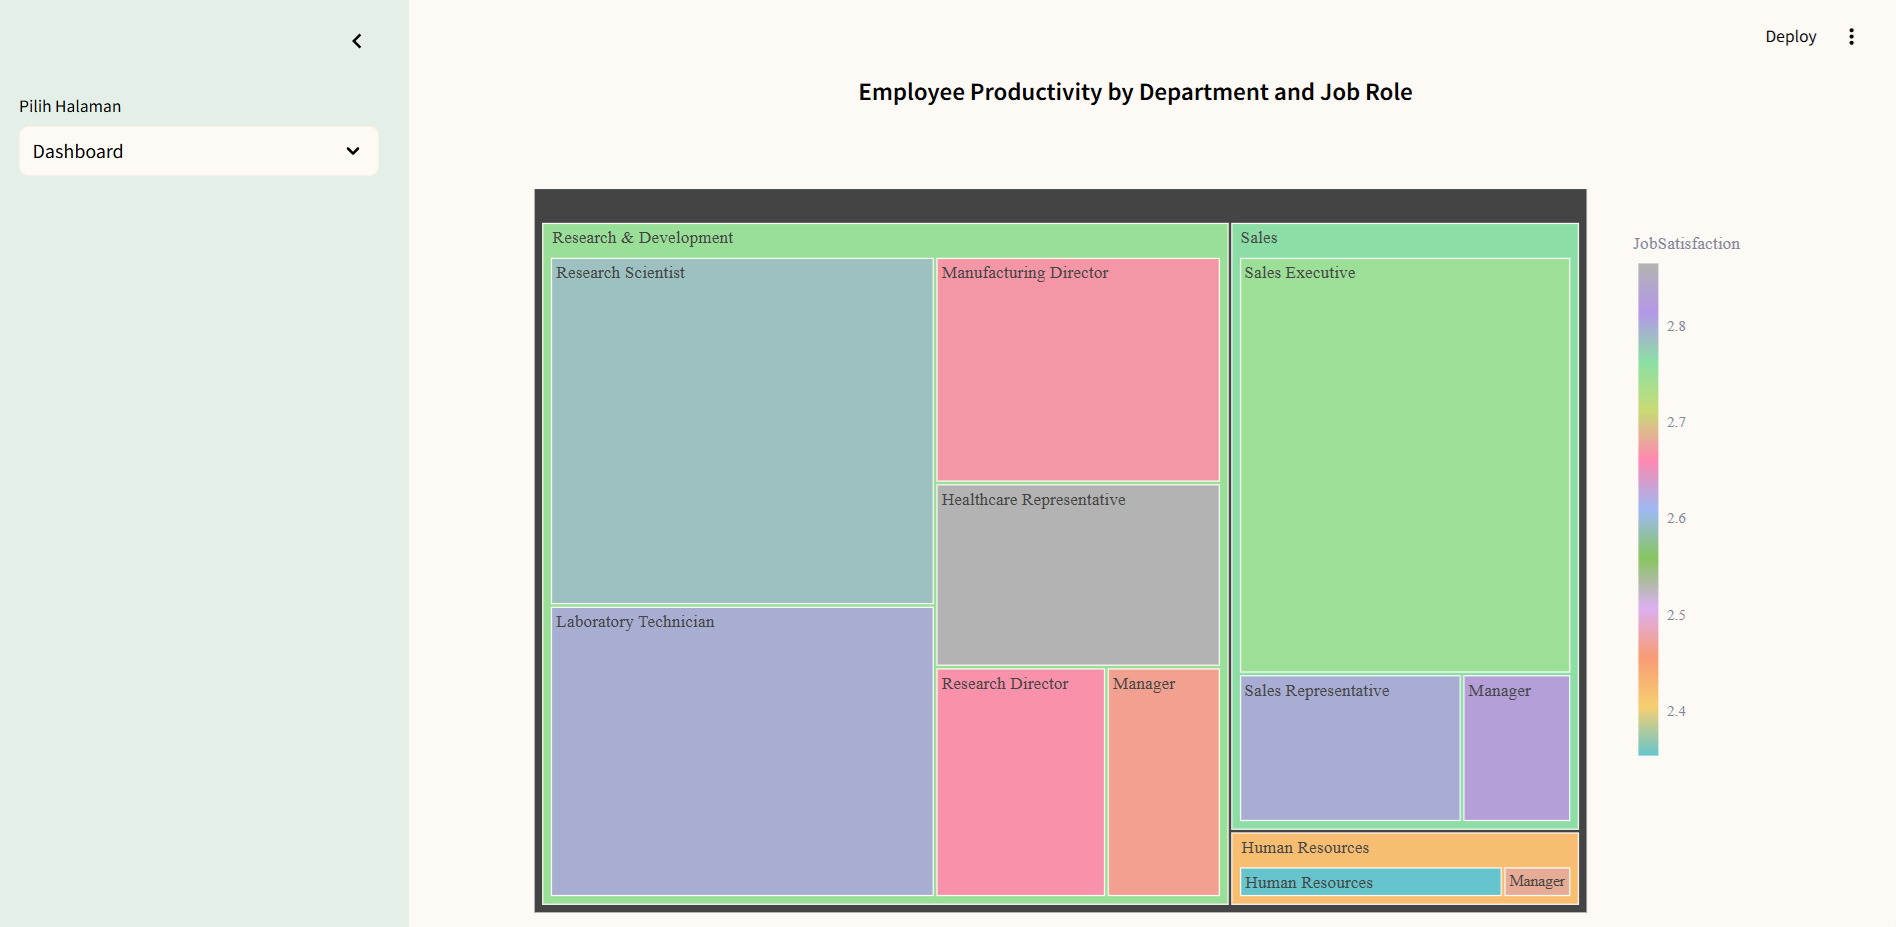 Deploy
Pilih Halaman
Dashboard
Employee Productivity by Department and Job Role
Research & Development
Research Scientist
Manufacturing Director
Healthcare Representative
Laboratory Technician
Research Director
Manager
Sales
Sales Executive
Sales Representative
Manager
Human Resources
Human Resources
Manager
JobSatisfaction
2.8
2.7
2.6
2.5
2.4